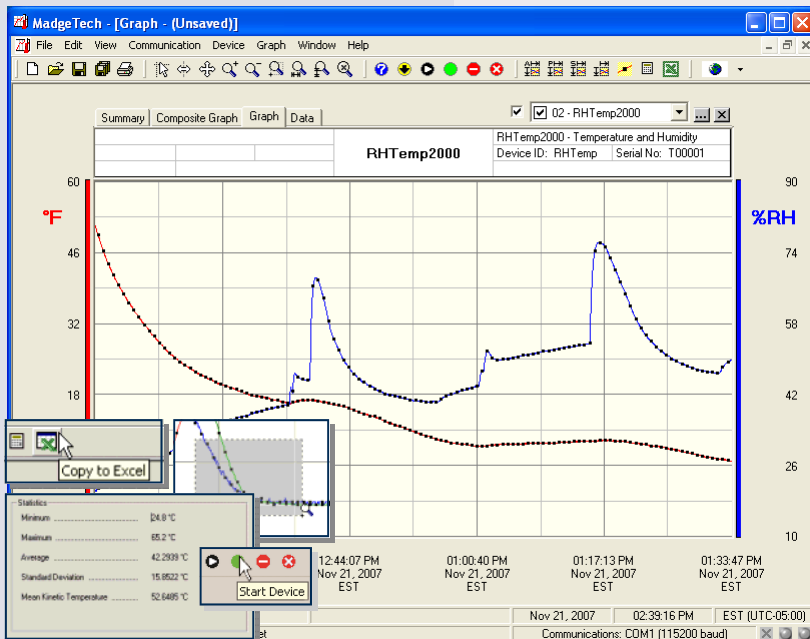 MadgeTech - [Graph - (Unsaved)]
File Edit View Communication Device Graph Window Help
Summary Composite Graph Graph Data
02 - RHTemp2000
RHTemp2000
RHTemp2000 - Temperature and Humidity
Device ID: RHTemp Serial No: T00001
60
90
°F
%RH
46
74
32
58
18
42
26
10
Copy to Excel
Statistics
Minimum 24.8 °C
Maximum 65.2 °C
Average 42.2939 °C
Standard Deviation 15.8522 °C
Mean Kinetic Temperature 52.6485 °C
Start Device
12:44:07 PM 01:00:40 PM 01:17:13 PM 01:33:47 PM
Nov 21, 2007 Nov 21, 2007 Nov 21, 2007 Nov 21, 2007
EST EST EST EST
Nov 21, 2007 02:39:16 PM EST (UTC-05:00)
Communications: COM1 (115200 baud)